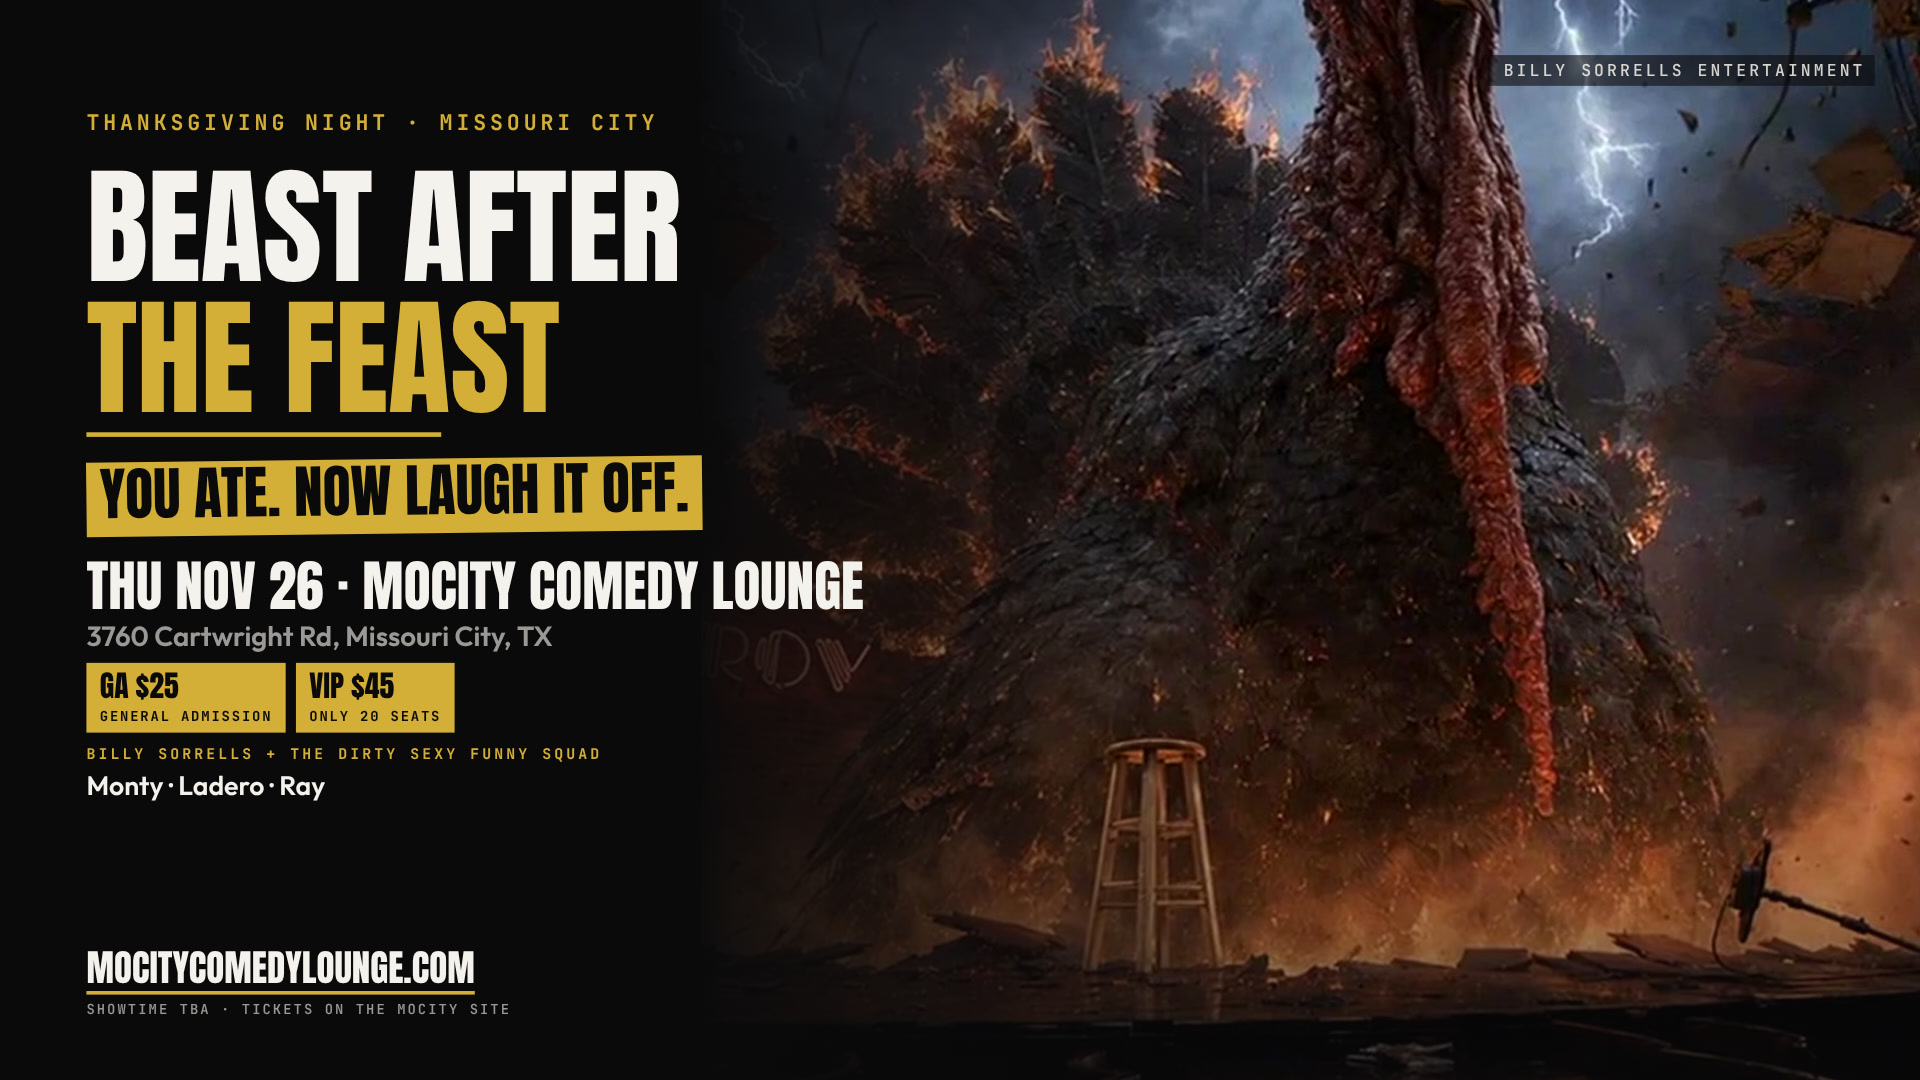 BILLY SORRELLS ENTERTAINMENT
THANKSGIVING NIGHT · MISSOURI CITY
BEAST AFTER
THE FEAST
YOU ATE. NOW LAUGH IT OFF.
THU NOV 26 · MOCITY COMEDY LOUNGE
3760 Cartwright Rd, Missouri City, TX
GA $25
GENERAL ADMISSION
VIP $45
ONLY 20 SEATS
BILLY SORRELLS + THE DIRTY SEXY FUNNY SQUAD
Monty · Ladero · Ray
MOCITYCOMEDYLOUNGE.COM
SHOWTIME TBA · TICKETS ON THE MOCITY SITE